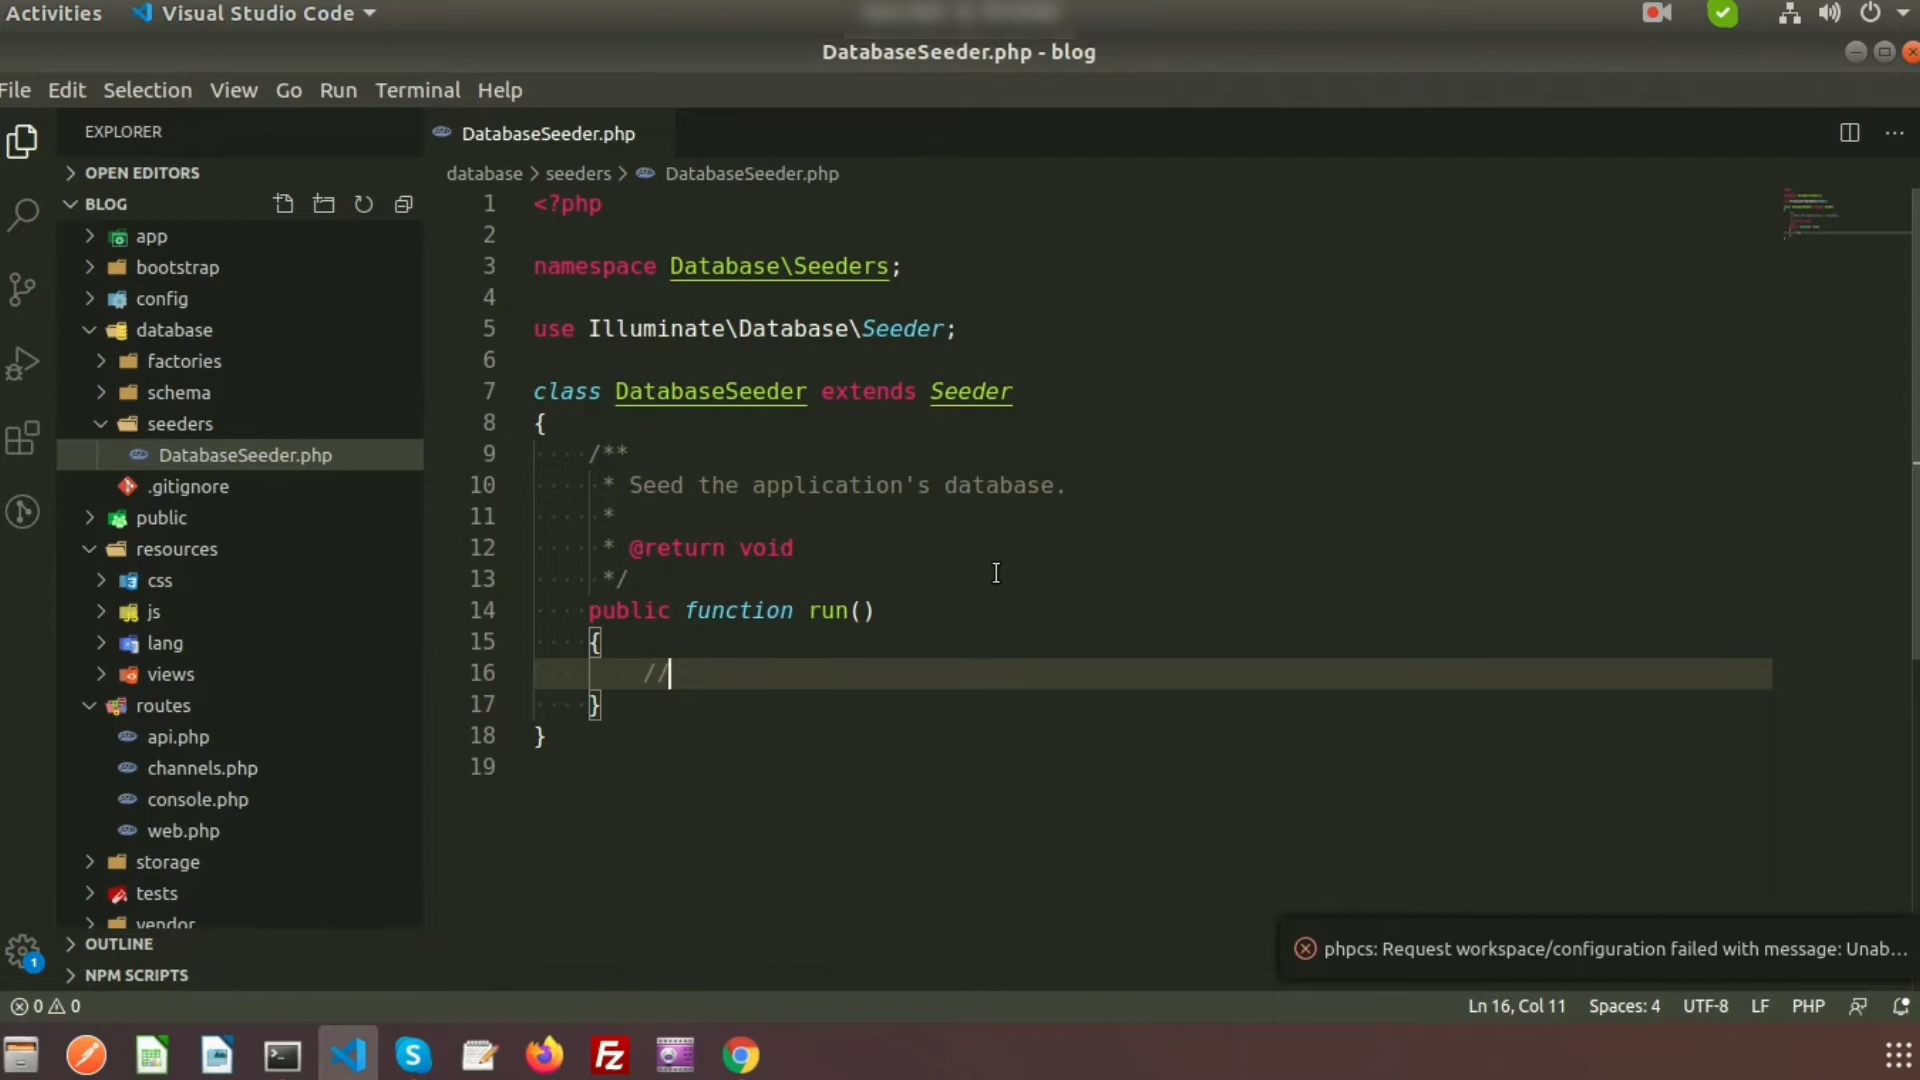 Activities
Visual Studio Code
DatabaseSeeder.php - blog
File Edit Selection View Go Run Terminal Help
EXPLORER
OPEN EDITORS
BLOG
app
bootstrap
config
database
factories
schema
seeders
DatabaseSeeder.php
.gitignore
public
resources
css
js
lang
views
routes
api.php
channels.php
console.php
web.php
storage
tests
vendor
OUTLINE
NPM SCRIPTS
DatabaseSeeder.php
database > seeders > DatabaseSeeder.php
1 <?php
2
3 namespace Database\Seeders;
4
5 use Illuminate\Database\Seeder;
6
7 class DatabaseSeeder extends Seeder
8 {
9 /**
10 * Seed the application's database.
11 *
12 * @return void
13 */
14 public function run()
15 {
16 //
17 }
18 }
19
phpcs: Request workspace/configuration failed with message: Unab...
1
0 0
Ln 16, Col 11 Spaces: 4 UTF-8 LF PHP